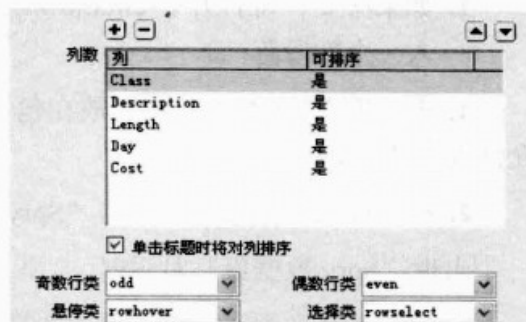 列数 列 可排序
Class 是
Description 是
Length 是
Day 是
Cost 是
单击标题时将对列排序
奇数行类 odd 偶数行类 even
悬停类 rowhover 选择类 rowselect